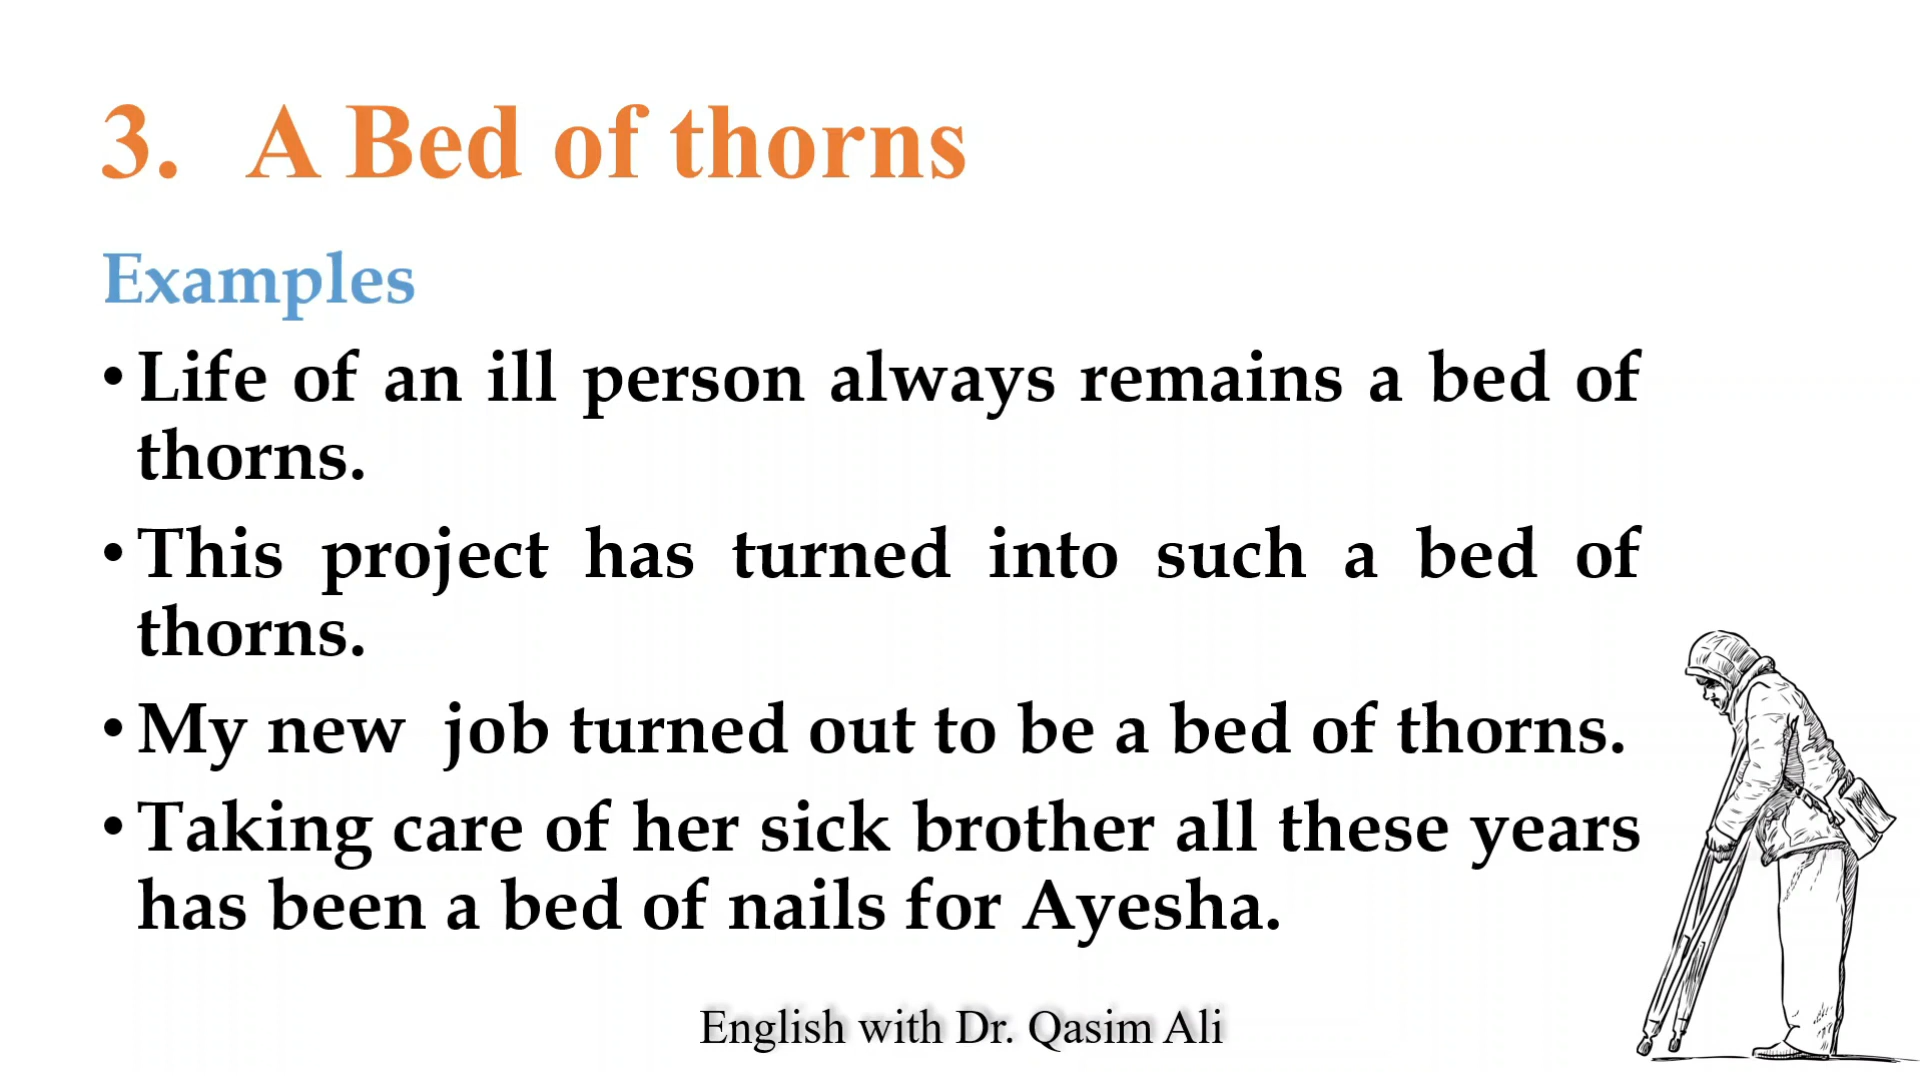 3. A Bed of thorns
Examples
• Life of an ill person always remains a bed of
thorns.
• This project has turned into such a bed of
thorns.
• My new  job turned out to be a bed of thorns.
• Taking care of her sick brother all these years
has been a bed of nails for Ayesha.
English with Dr. Qasim Ali